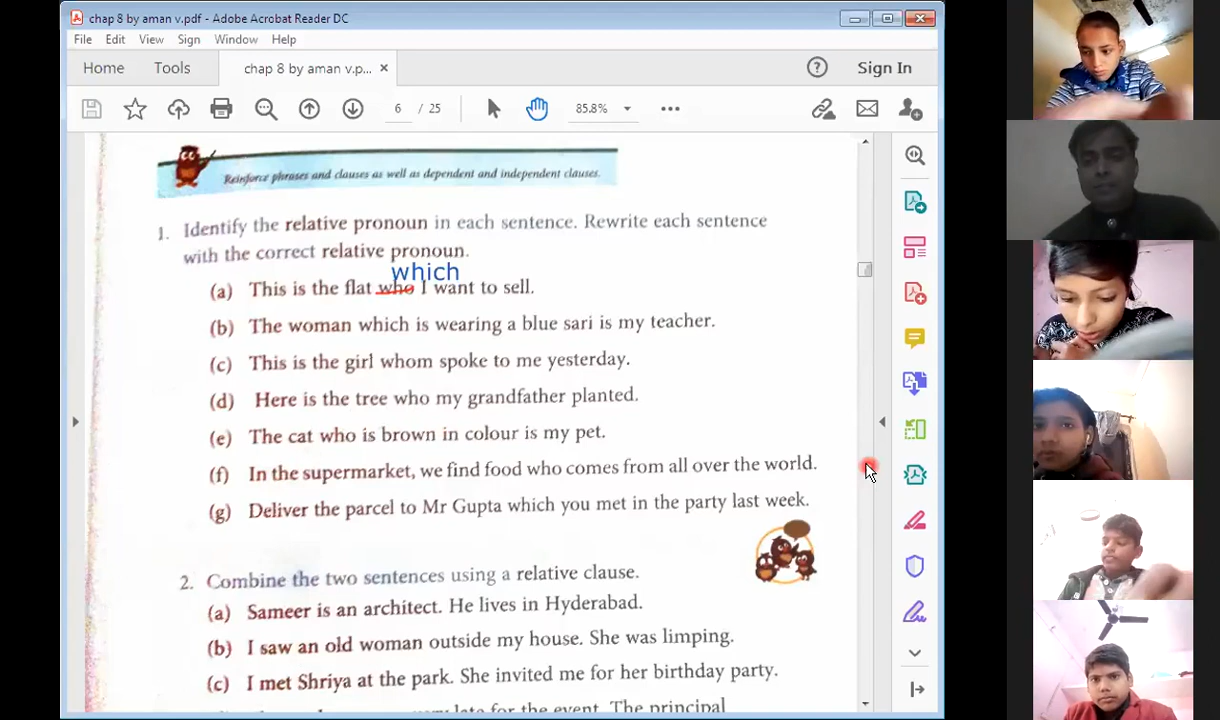 chap 8 by aman v.pdf - Adobe Acrobat Reader DC
File Edit View Sign Window Help
Home Tools chap 8 by aman v.p... × Sign In
6 / 25 85.8%
Reinforce phrases and clauses as well as dependent and independent clauses.
1. Identify the relative pronoun in each sentence. Rewrite each sentence
with the correct relative pronoun.
which
(a) This is the flat who I want to sell.
(b) The woman which is wearing a blue sari is my teacher.
(c) This is the girl whom spoke to me yesterday.
(d) Here is the tree who my grandfather planted.
(e) The cat who is brown in colour is my pet.
(f) In the supermarket, we find food who comes from all over the world.
(g) Deliver the parcel to Mr Gupta which you met in the party last week.
2. Combine the two sentences using a relative clause.
(a) Sameer is an architect. He lives in Hyderabad.
(b) I saw an old woman outside my house. She was limping.
(c) I met Shriya at the park. She invited me for her birthday party.
late for the event. The principal